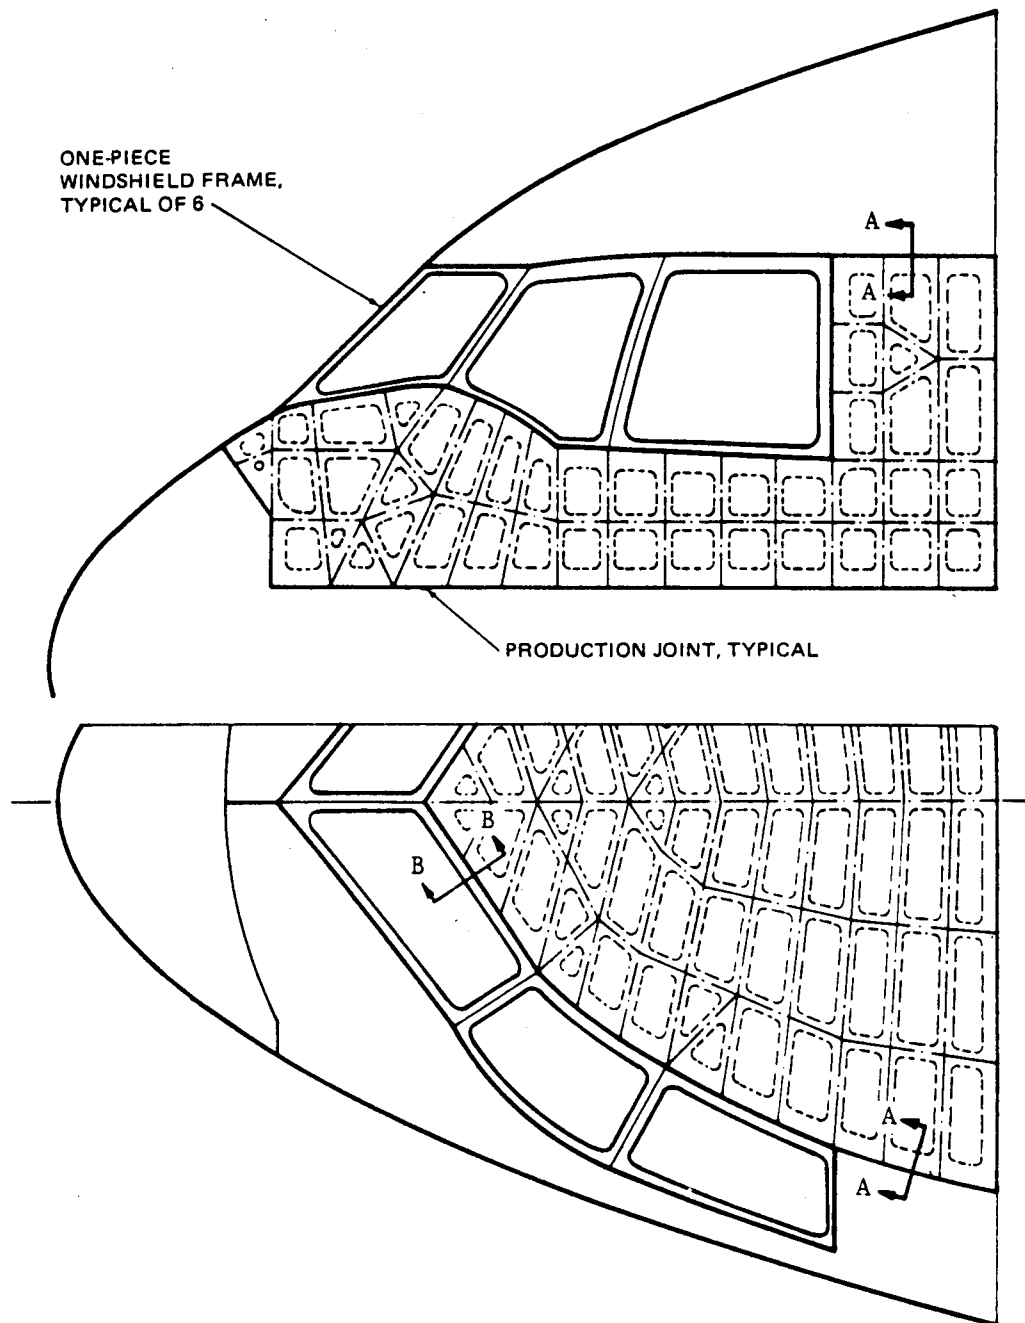 ONE-PIECE
WINDSHIELD FRAME,
TYPICAL OF 6
A
A
PRODUCTION JOINT, TYPICAL
B
B
A
A